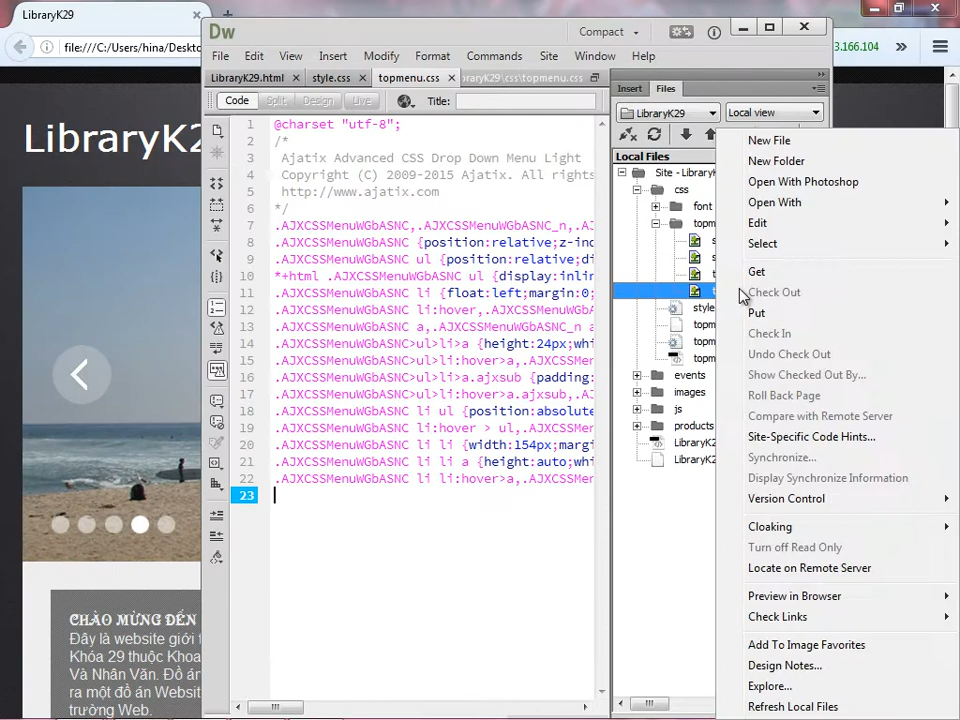 LibraryK29
file:///C:/Users/hina/Deskto
3.166.104
LibraryK2
CHÀO MỪNG ĐẾN
Đây là website giới t
Khóa 29 thuộc Khoa
Và Nhân Văn. Đồ án
ra một đồ án Website
trường Web.
Dw
Compact
File Edit View Insert Modify Format Commands Site Window Help
LibraryK29.html style.css topmenu.css raryk29\css\topmenu.css
Code Split Design Live Title:
1 @charset "utf-8";
2 /*
3 Ajatix Advanced CSS Drop Down Menu Light
4 Copyright (C) 2009-2015 Ajatix. All rights
5 http://www.ajatix.com
6 */
7 .AJXCSSMenuWGbASNC,.AJXCSSMenuWGbASNC_n,.AJ
8 .AJXCSSMenuWGbASNC {position:relative;z-ind
9 .AJXCSSMenuWGbASNC ul {position:relative;di
10 *+html .AJXCSSMenuWGbASNC ul {display:inlin
11 .AJXCSSMenuWGbASNC li {float:left;margin:0;
12 .AJXCSSMenuWGbASNC li:hover,.AJXCSSMenuWGbA
13 .AJXCSSMenuWGbASNC a,.AJXCSSMenuWGbASNC_n a
14 .AJXCSSMenuWGbASNC>ul>li>a {height:24px;whi
15 .AJXCSSMenuWGbASNC>ul>li:hover>a,.AJXCSSMen
16 .AJXCSSMenuWGbASNC>ul>li>a.ajxsub {padding:
17 .AJXCSSMenuWGbASNC>ul>li:hover>a.ajxsub,.AJ
18 .AJXCSSMenuWGbASNC li ul {position:absolute
19 .AJXCSSMenuWGbASNC li:hover > ul,.AJXCSSMen
20 .AJXCSSMenuWGbASNC li li {width:154px;margi
21 .AJXCSSMenuWGbASNC li li a {height:auto;whi
22 .AJXCSSMenuWGbASNC li li:hover>a,.AJXCSSMen
23
Insert Files
LibraryK29 Local view
Local Files
Site - Library
css
font
topm
style
topm
topm
topm
events
images
js
products
LibraryK2
LibraryK2
New File
New Folder
Open With Photoshop
Open With
Edit
Select
Get
Check Out
Put
Check In
Undo Check Out
Show Checked Out By...
Roll Back Page
Compare with Remote Server
Site-Specific Code Hints...
Synchronize...
Display Synchronize Information
Version Control
Cloaking
Turn off Read Only
Locate on Remote Server
Preview in Browser
Check Links
Add To Image Favorites
Design Notes...
Explore...
Refresh Local Files